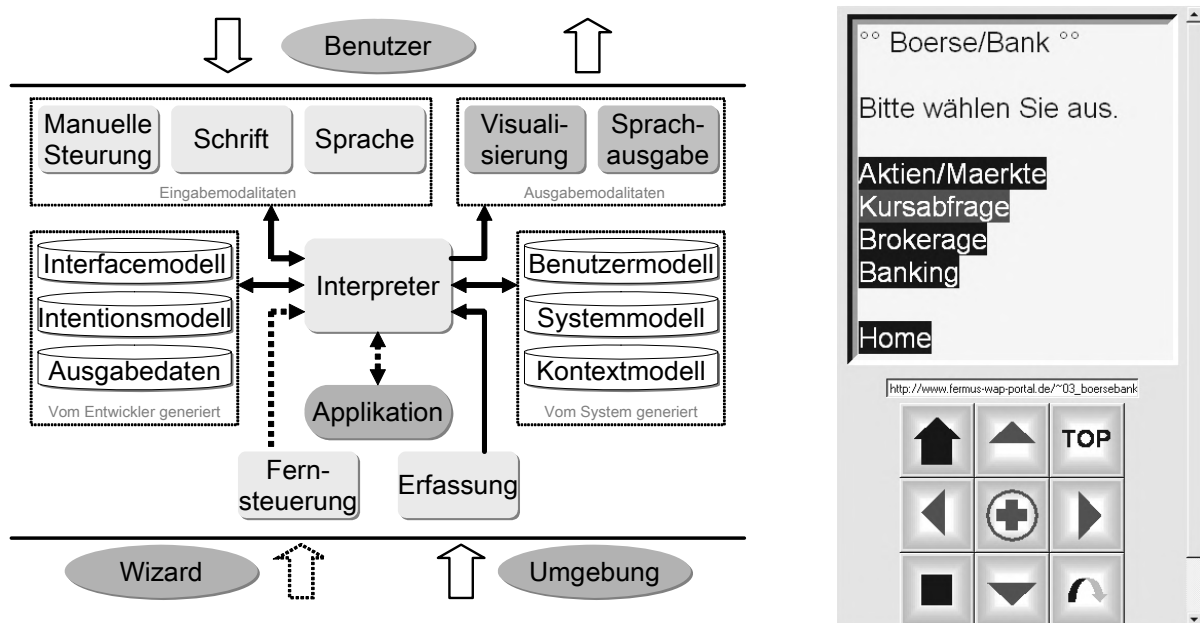 Benutzer
Manuelle
Steurung
Schrift
Sprache
Eingabemodalitaten
Visuali-
sierung
Sprach-
ausgabe
Ausgabemodalitaten
Interfacemodell
Intentionsmodell
Ausgabedaten
Vom Entwickler generiert
Interpreter
Benutzermodell
Systemmodell
Kontextmodell
Vom System generiert
Applikation
Fern-
steuerung
Erfassung
Wizard
Umgebung
°° Boerse/Bank °°
Bitte wählen Sie aus.
Aktien/Maerkte
Kursabfrage
Brokerage
Banking
Home
http://www.fermus-wap-portal.de/~03_boersebank
TOP